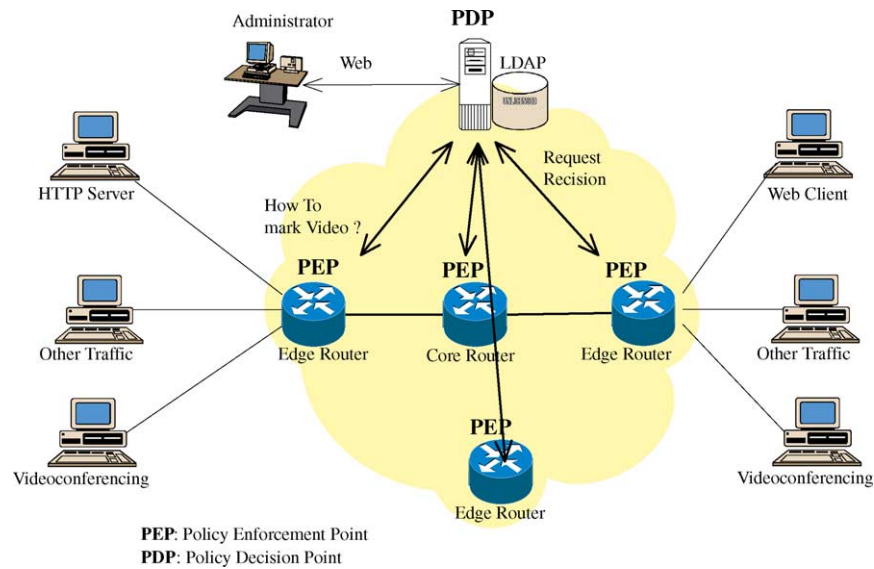 Administrator
PDP
Web
LDAP
HTTP Server
Request
Recision
Web Client
How To
mark Video ?
PEP
PEP
PEP
Other Traffic
Edge Router
Core Router
Edge Router
Other Traffic
PEP
Videoconferencing
Videoconferencing
Edge Router
PEP: Policy Enforcement Point
PDP: Policy Decision Point